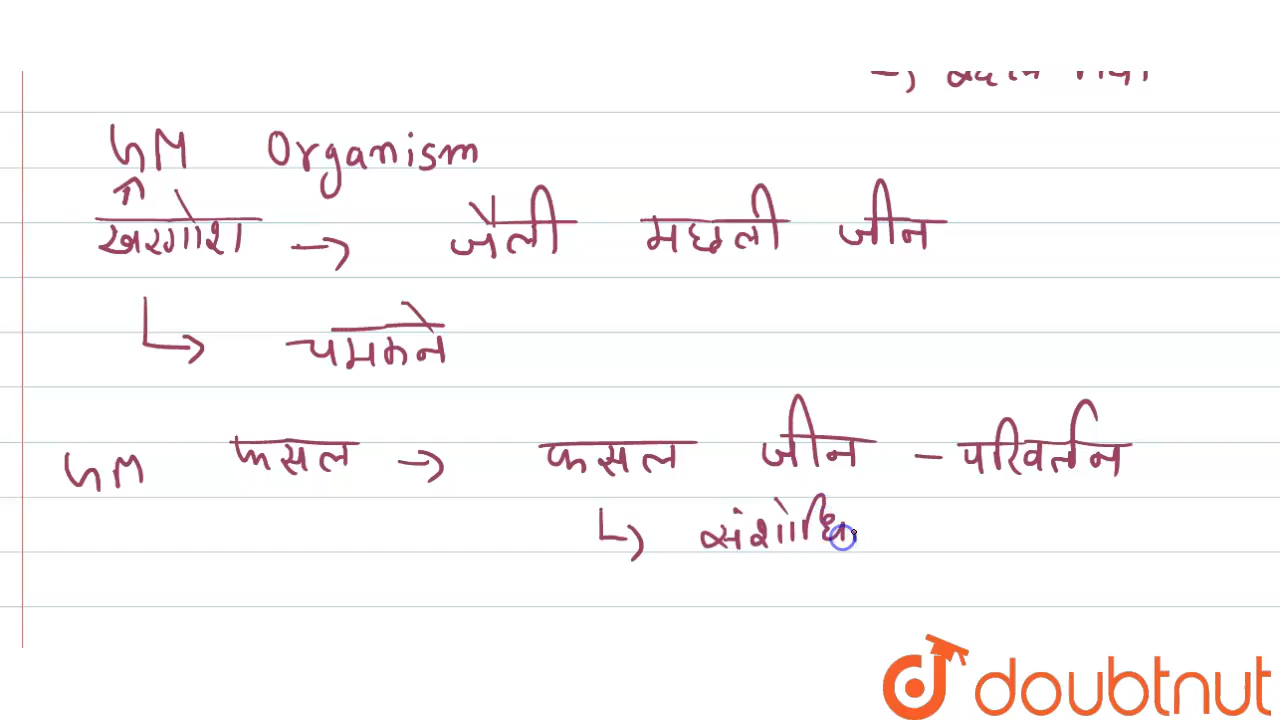 GM Organism
खरगोश → जेली मछली जीन
↳ चमकने
GM फसल → फसल जीन - परिवर्तन
↳ संशोधि
doubtnut